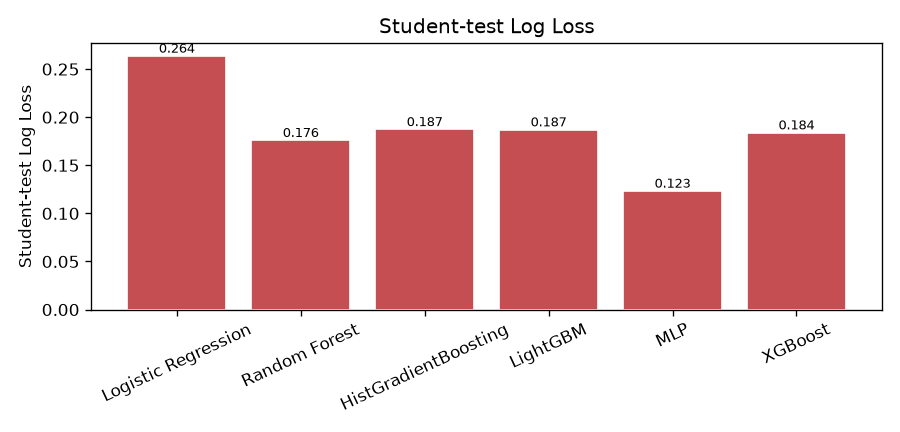 Student-test Log Loss
Student-test Log Loss
0.25
0.20
0.15
0.10
0.05
0.00
0.264
0.176
0.187
0.187
0.123
0.184
Logistic Regression
Random Forest
HistGradientBoosting
LightGBM
MLP
XGBoost